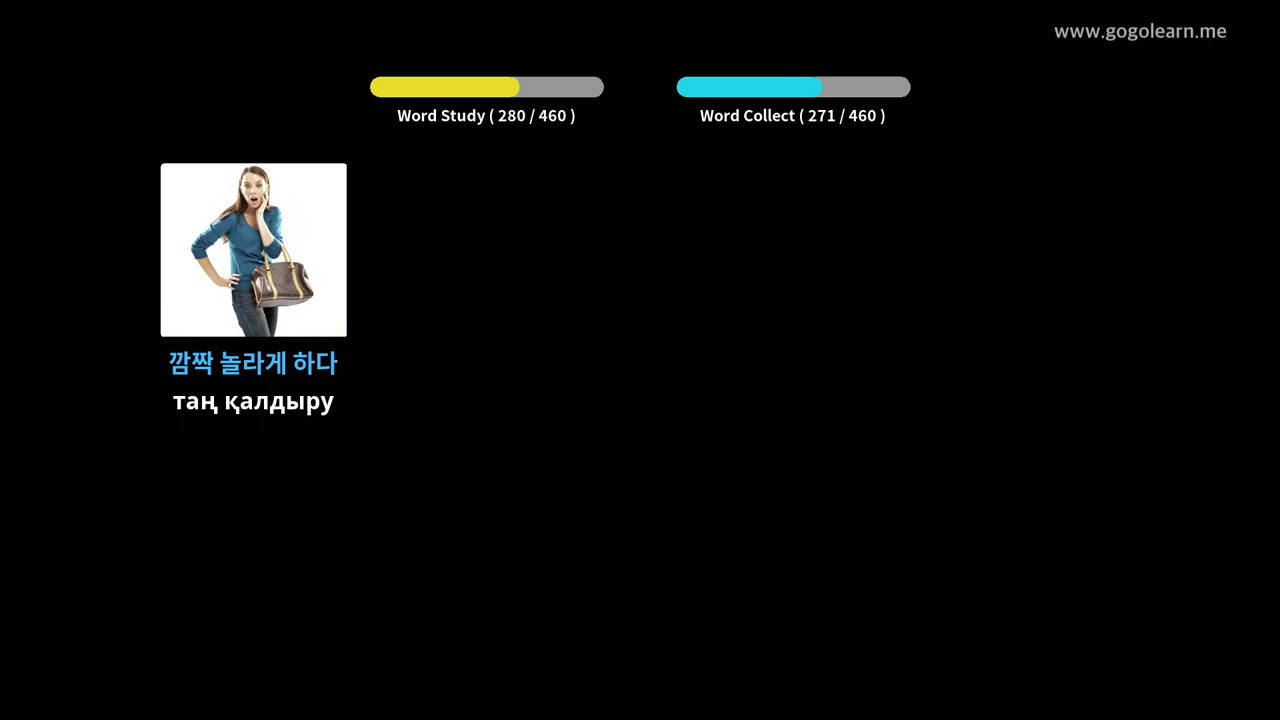 www.gogolearn.me
Word Study ( 280 / 460 )
Word Collect ( 271 / 460 )
깜짝 놀라게 하다
таң қалдыру